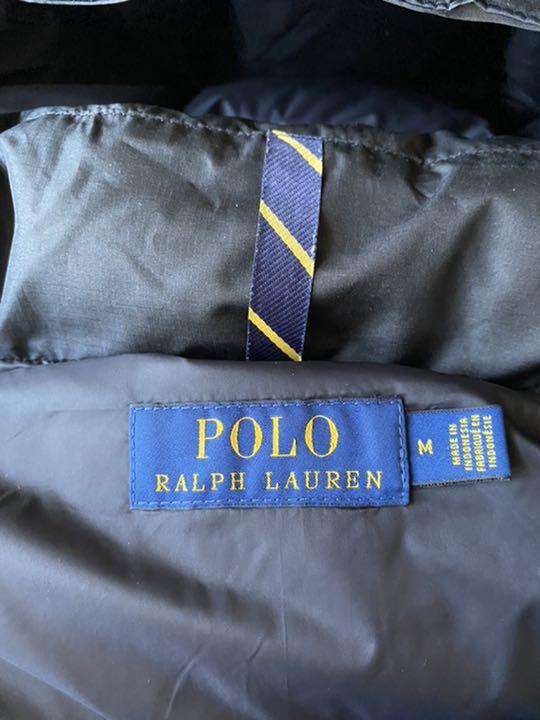 POLO
RALPH LAUREN
M
MADE IN
INDONESIA
FABRIQUÉ EN
INDONÉSIE